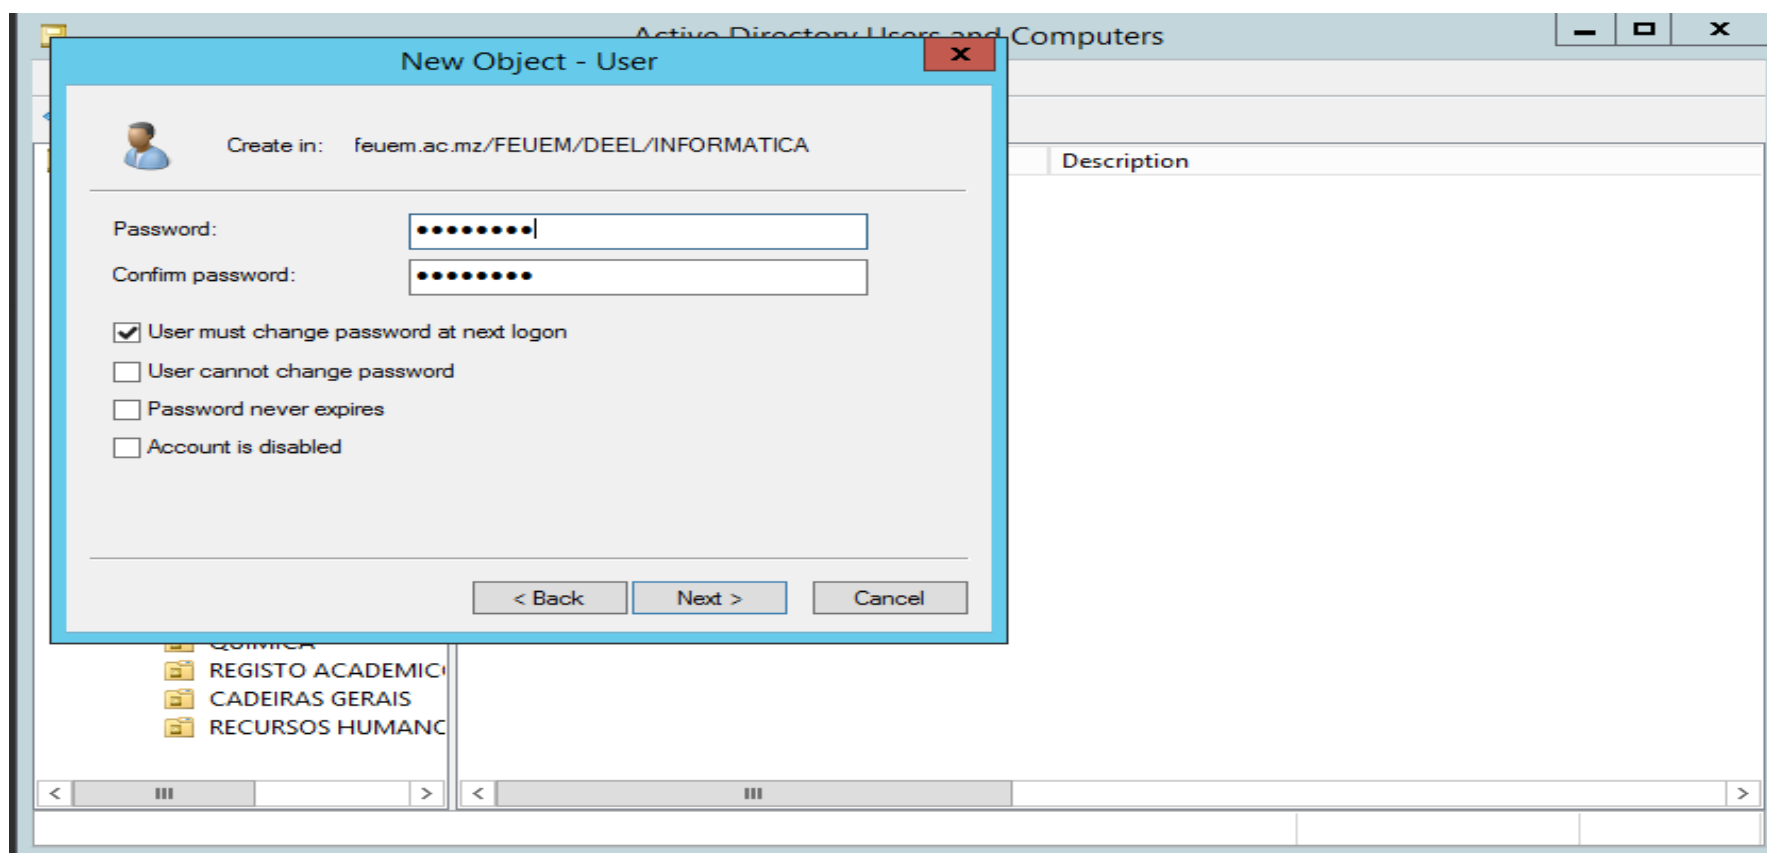 Active Directory Users and Computers
New Object - User
Create in: feuem.ac.mz/FEUEM/DEEL/INFORMATICA
Description
Password:
Confirm password:
User must change password at next logon
User cannot change password
Password never expires
Account is disabled
< Back
Next >
Cancel
QUIMICA
REGISTO ACADEMIC
CADEIRAS GERAIS
RECURSOS HUMANO